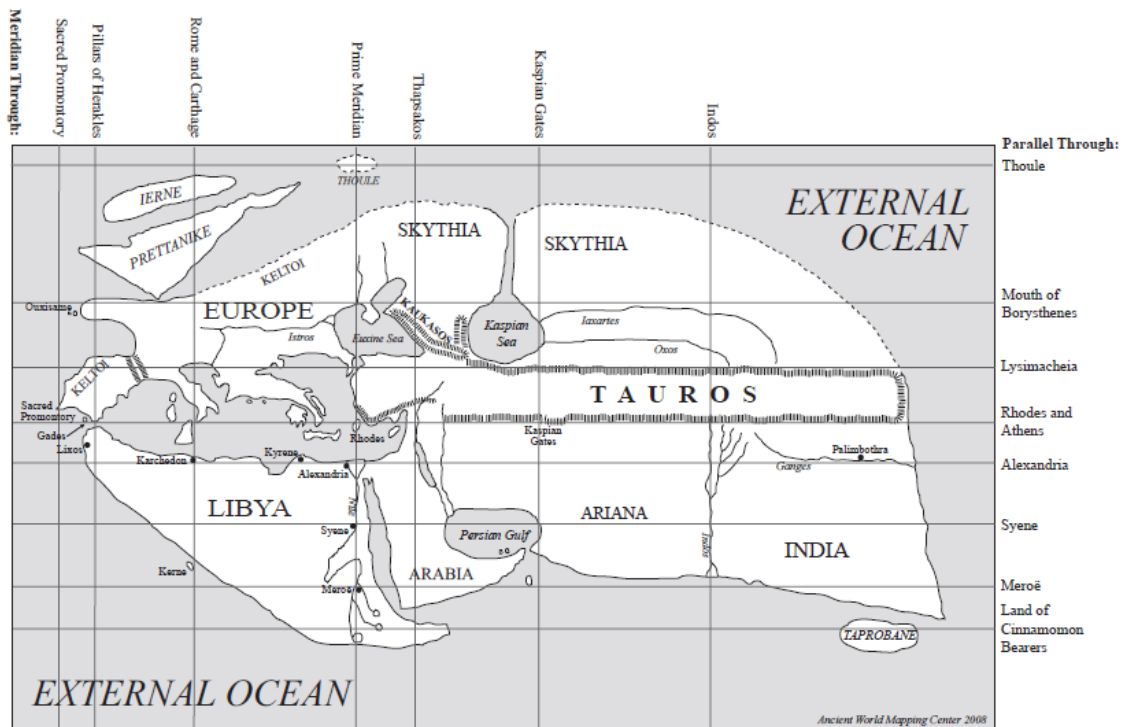 Meridian Through:
Sacred Promontory
Pillars of Herakles
Rome and Carthage
Prime Meridian
Thapsakos
Kaspian Gates
Indos
Parallel Through:
Thoule
THOULE
IERNE
PRETTANIKE
SKYTHIA
SKYTHIA
EXTERNAL
OCEAN
KELTOI
Mouth of
Borysthenes
Ouxisame
EUROPE
KAUKASOS
Kaspian
Sea
Iaxartes
Istros
Euxine Sea
Oxos
Lysimacheia
KELTOI
TAUROS
Sacred
Promontory
Rhodes and
Athens
Gades
Rhodes
Kaspian
Gates
Lixos
Karchedon
Kyrene
Alexandria
Palimbothra
Ganges
Alexandria
Nile
LIBYA
ARIANA
Syene
Persian Gulf
Indos
INDIA
Syene
Kerne
ARABIA
Meroë
Meroë
Land of
Cinnamomon
Bearers
TAPROBANE
EXTERNAL OCEAN
Ancient World Mapping Center 2008